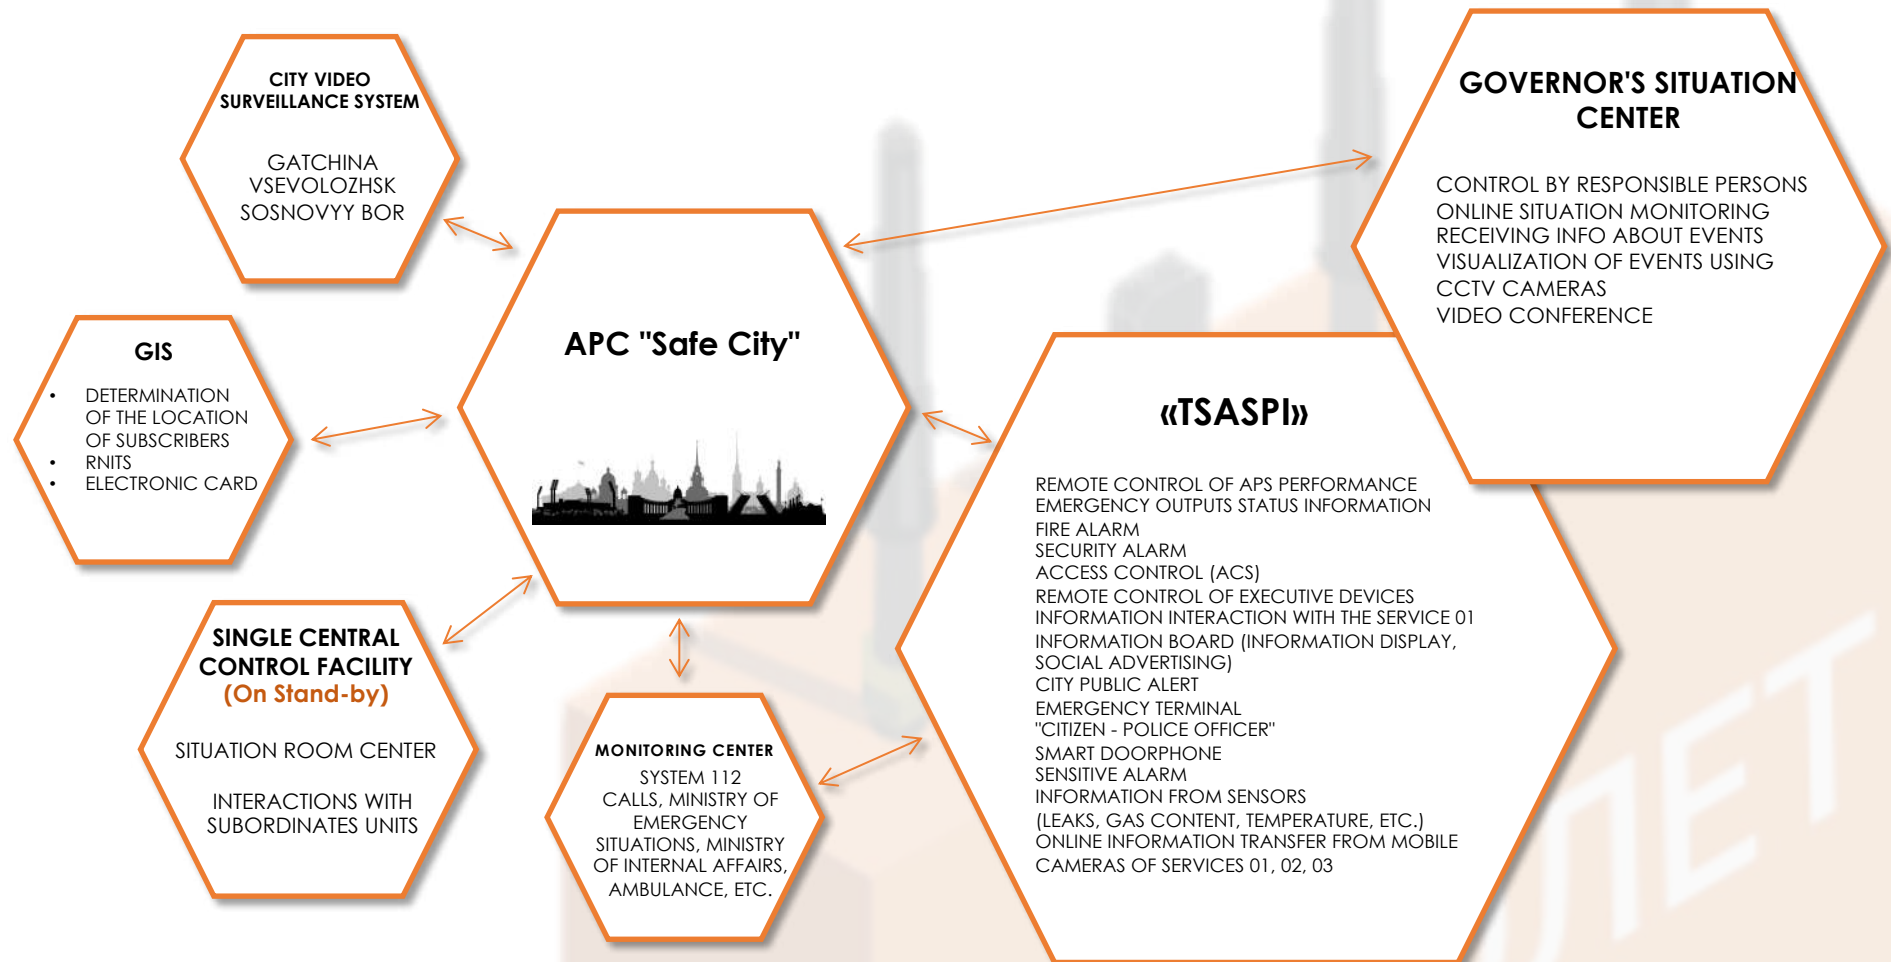 CITY VIDEO
SURVEILLANCE SYSTEM
GATCHINA
VSEVOLOZHSK
SOSNOVYY BOR
GIS
• DETERMINATION
OF THE LOCATION
OF SUBSCRIBERS
• RNITS
• ELECTRONIC CARD
SINGLE CENTRAL
CONTROL FACILITY
(On Stand-by)
SITUATION ROOM CENTER
INTERACTIONS WITH
SUBORDINATES UNITS
APC "Safe City"
MONITORING CENTER
SYSTEM 112
CALLS, MINISTRY OF
EMERGENCY
SITUATIONS, MINISTRY
OF INTERNAL AFFAIRS,
AMBULANCE, ETC.
«TSASPI»
REMOTE CONTROL OF APS PERFORMANCE
EMERGENCY OUTPUTS STATUS INFORMATION
FIRE ALARM
SECURITY ALARM
ACCESS CONTROL (ACS)
REMOTE CONTROL OF EXECUTIVE DEVICES
INFORMATION INTERACTION WITH THE SERVICE 01
INFORMATION BOARD (INFORMATION DISPLAY,
SOCIAL ADVERTISING)
CITY PUBLIC ALERT
EMERGENCY TERMINAL
"CITIZEN - POLICE OFFICER"
SMART DOORPHONE
SENSITIVE ALARM
INFORMATION FROM SENSORS
(LEAKS, GAS CONTENT, TEMPERATURE, ETC.)
ONLINE INFORMATION TRANSFER FROM MOBILE
CAMERAS OF SERVICES 01, 02, 03
GOVERNOR'S SITUATION
CENTER
CONTROL BY RESPONSIBLE PERSONS
ONLINE SITUATION MONITORING
RECEIVING INFO ABOUT EVENTS
VISUALIZATION OF EVENTS USING
CCTV CAMERAS
VIDEO CONFERENCE